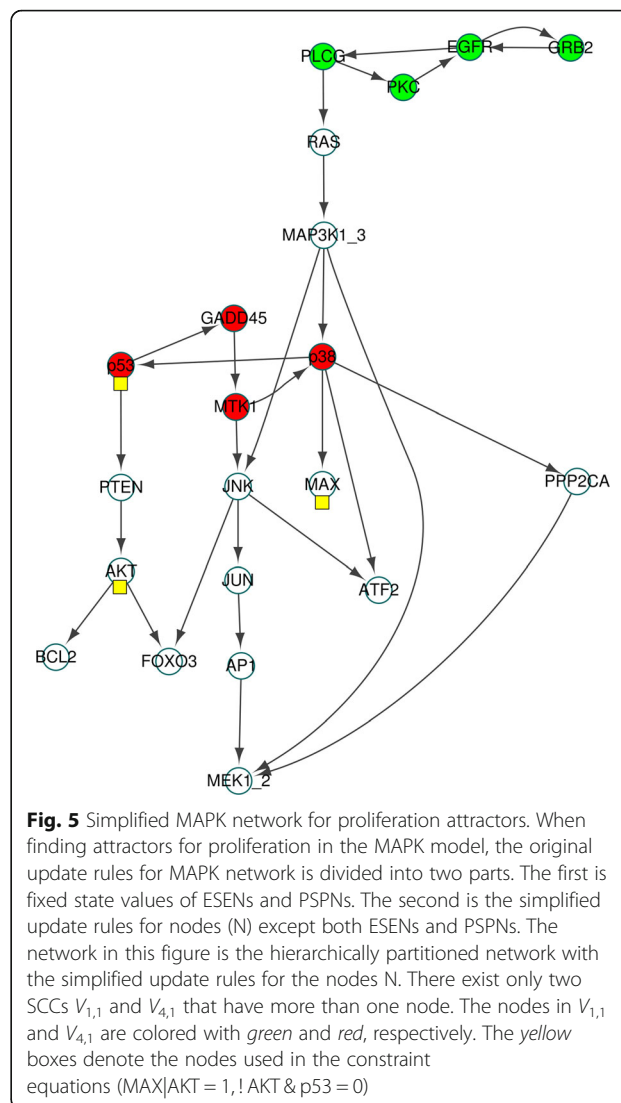 PLCG
EGFR
GRB2
PKC
RAS
MAP3K1_3
GADD45
p53
p38
MTK1
PTEN
JNK
MAX
PPP2CA
AKT
JUN
ATF2
BCL2
FOXO3
AP1
MEK1_2
Fig. 5 Simplified MAPK network for proliferation attractors. When
finding attractors for proliferation in the MAPK model, the original
update rules for MAPK network is divided into two parts. The first is
fixed state values of ESENs and PSPNs. The second is the simplified
update rules for nodes (N) except both ESENs and PSPNs. The
network in this figure is the hierarchically partitioned network with
the simplified update rules for the nodes N. There exist only two
SCCs V1,1 and V4,1 that have more than one node. The nodes in V1,1
and V4,1 are colored with green and red, respectively. The yellow
boxes denote the nodes used in the constraint
equations (MAX|AKT = 1, ! AKT & p53 = 0)